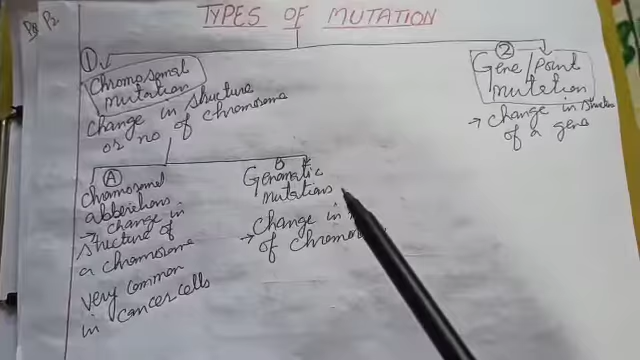 TYPES OF MUTATION
①
Chromosomal
mutation
Change in structure
or no of chromosome
②
Gene/Point
mutation
→ Change in structure
of a gene
Ⓐ
Chromosomal
abberctions
→ change in
structure of
a chromosome
Very common
in cancer cells
B
Genomatic
mutations
→ Change in
of